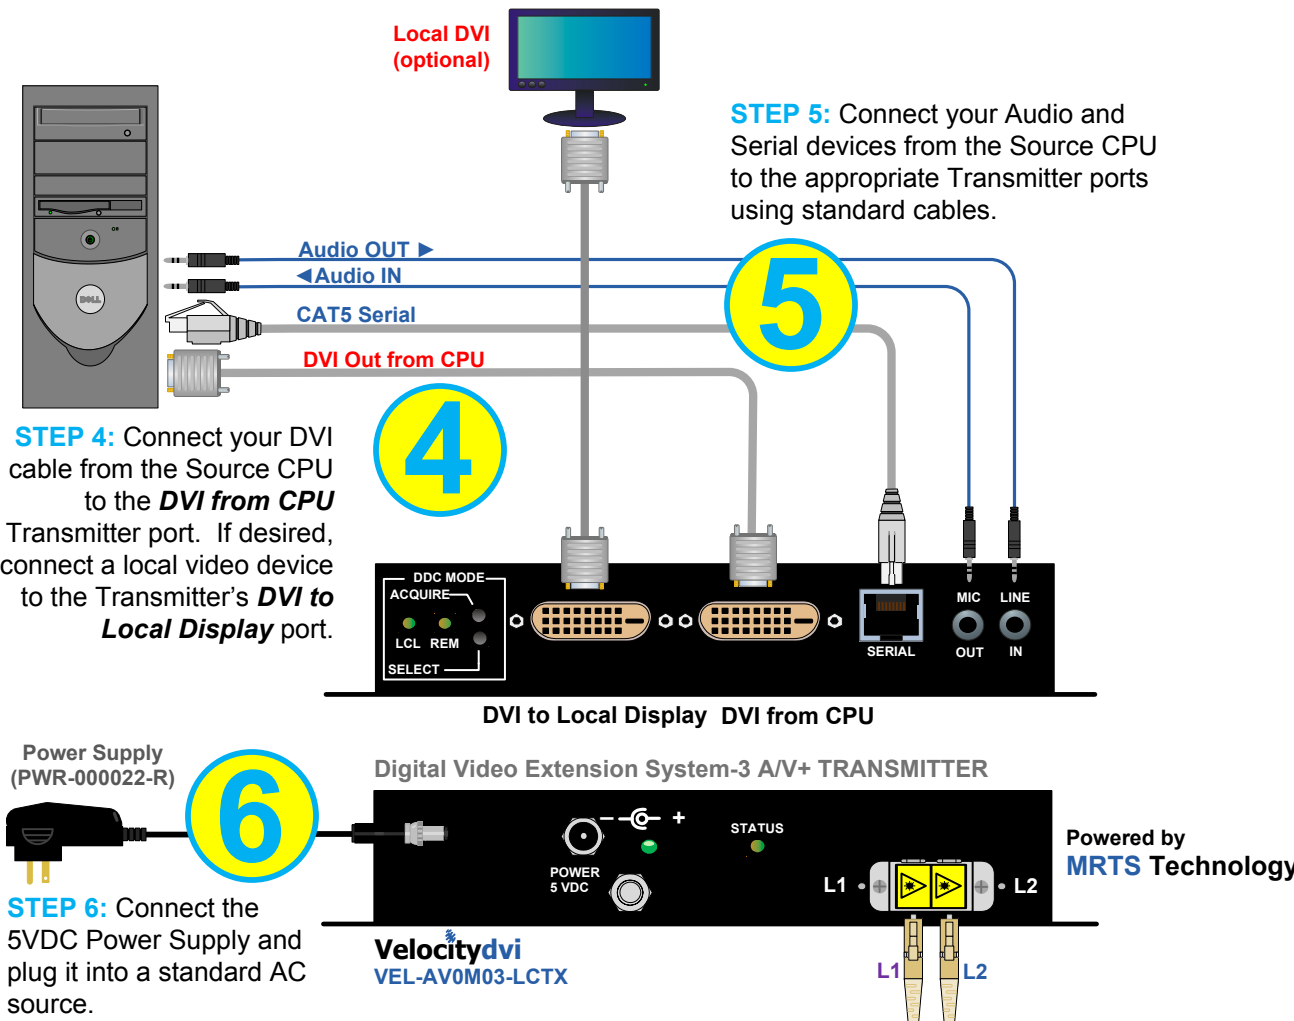 Local DVI
(optional)
STEP 5: Connect your Audio and
Serial devices from the Source CPU
to the appropriate Transmitter ports
using standard cables.
Audio OUT ►
◄Audio IN
CAT5 Serial
DVI Out from CPU
DELL
5
4
STEP 4: Connect your DVI
cable from the Source CPU
to the DVI from CPU
Transmitter port. If desired,
connect a local video device
to the Transmitter's DVI to
Local Display port.
DDC MODE
ACQUIRE
LCL REM
SELECT
SERIAL
MIC
OUT
LINE
IN
DVI to Local Display DVI from CPU
Power Supply
(PWR-000022-R)
6
STEP 6: Connect the
5VDC Power Supply and
plug it into a standard AC
source.
Digital Video Extension System-3 A/V+ TRANSMITTER
− +
POWER
5 VDC
STATUS
L1 L2
Powered by
MRTS Technology
Velocitydvi
VEL-AV0M03-LCTX
L1 L2